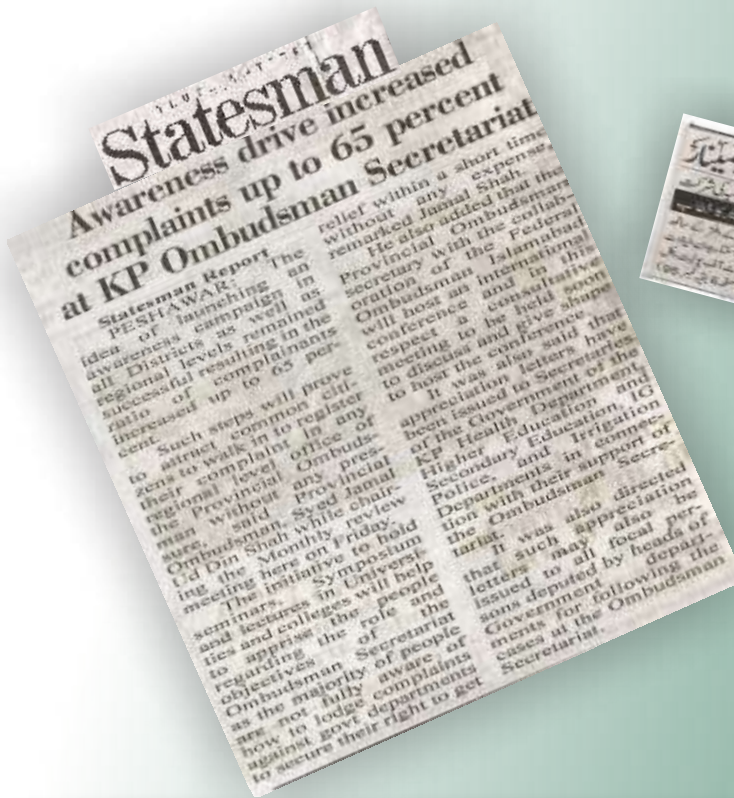 Statesman
Awareness drive increased
complaints up to 65 percent
at KP Ombudsman Secretariat
Statesman Report
PESHAWAR: The
idea of launching an
awareness campaign in
all Districts as well as
regional levels remained
successful resulting in the
ratio of complainants
increased up to 65 per
cent.
Such steps will prove
to attract common citi-
zens to walk in to register
their complaints in any
regional level office of
the Provincial Ombuds-
man without any pres-
sure, said Provincial
Ombudsman, Syed Jamal
Ud Din Shah while chair-
ing the Monthly review
meeting here on Friday.
The initiative to hold
seminars, Symposium
and lectures in Universi-
ties and colleges will help
to apprise the people
regarding the role and
objectives of the
Ombudsman Secretariat
as the majority of people
are not fully aware of
how to lodge complaints
against govt departments
to secure their right to get
relief within a short time
without any expense,
remarked Jamal Shah.
He also added that the
Provincial Ombudsman
secretary with the collab-
oration of the Federal
Ombudsman Islamabad
will host an International
conference and in this
respect a consultative
meeting to be held soon
to discuss and give shape
to host the conference.
It was also said that
appreciation letters have
been issued to Secretaries
of the Government of the
KP Health Department,
Higher Education, and
Secondary Education, IG
Police, and Irrigation
Departments in connec-
tion with their support of
the Ombudsman Secre-
tariat.
It was also directed
that such appreciation
letters may also be
issued to all focal per-
sons deputed by heads of
Government depart-
ments for following the
cases at the Ombudsman
Secretariat.